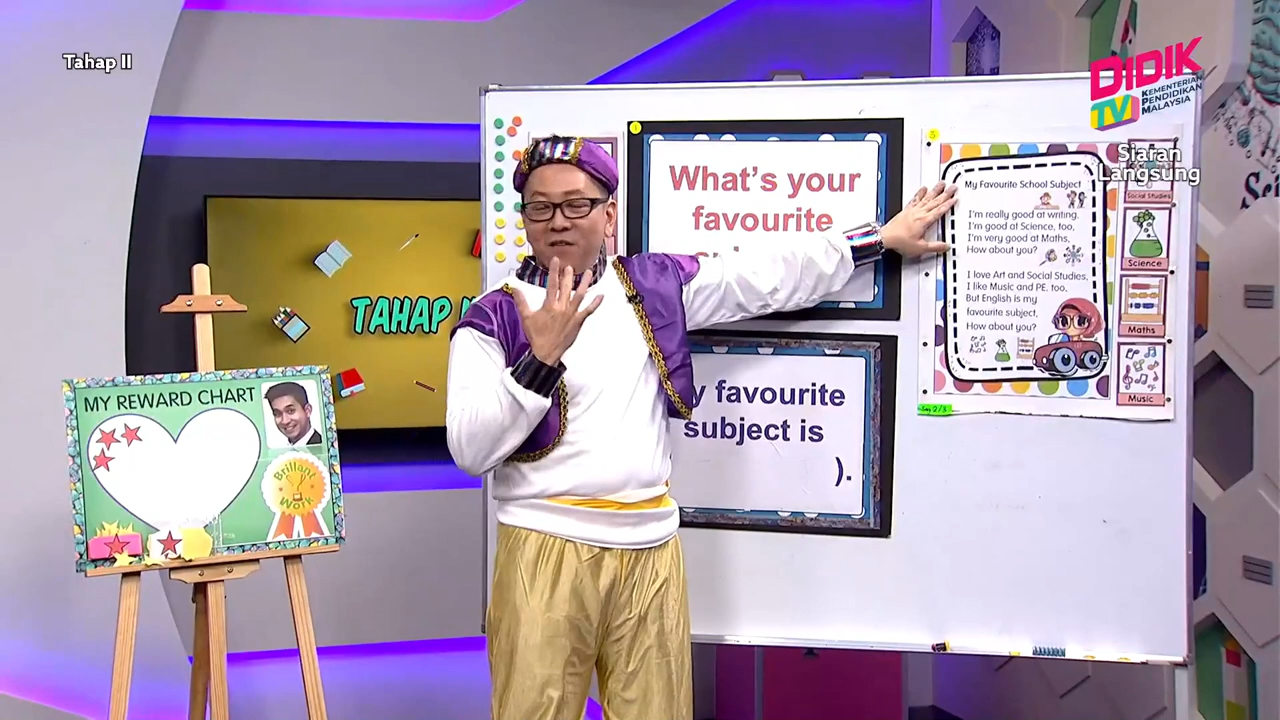 Tahap II
DIDIK
TV
KEMENTERIAN
PENDIDIKAN
MALAYSIA
Siaran
Langsung
TAHAP
MY REWARD CHART
Brilliant
Work
What's your
favourite
favourite
subject is
).
My Favourite School Subject
I'm really good at writing.
I'm good at Science, too,
I'm very good at Maths,
How about you?
I love Art and Social Studies,
I like Music and PE, too.
But English is my
favourite subject,
How about you?
Social Studies
Science
Maths
Music